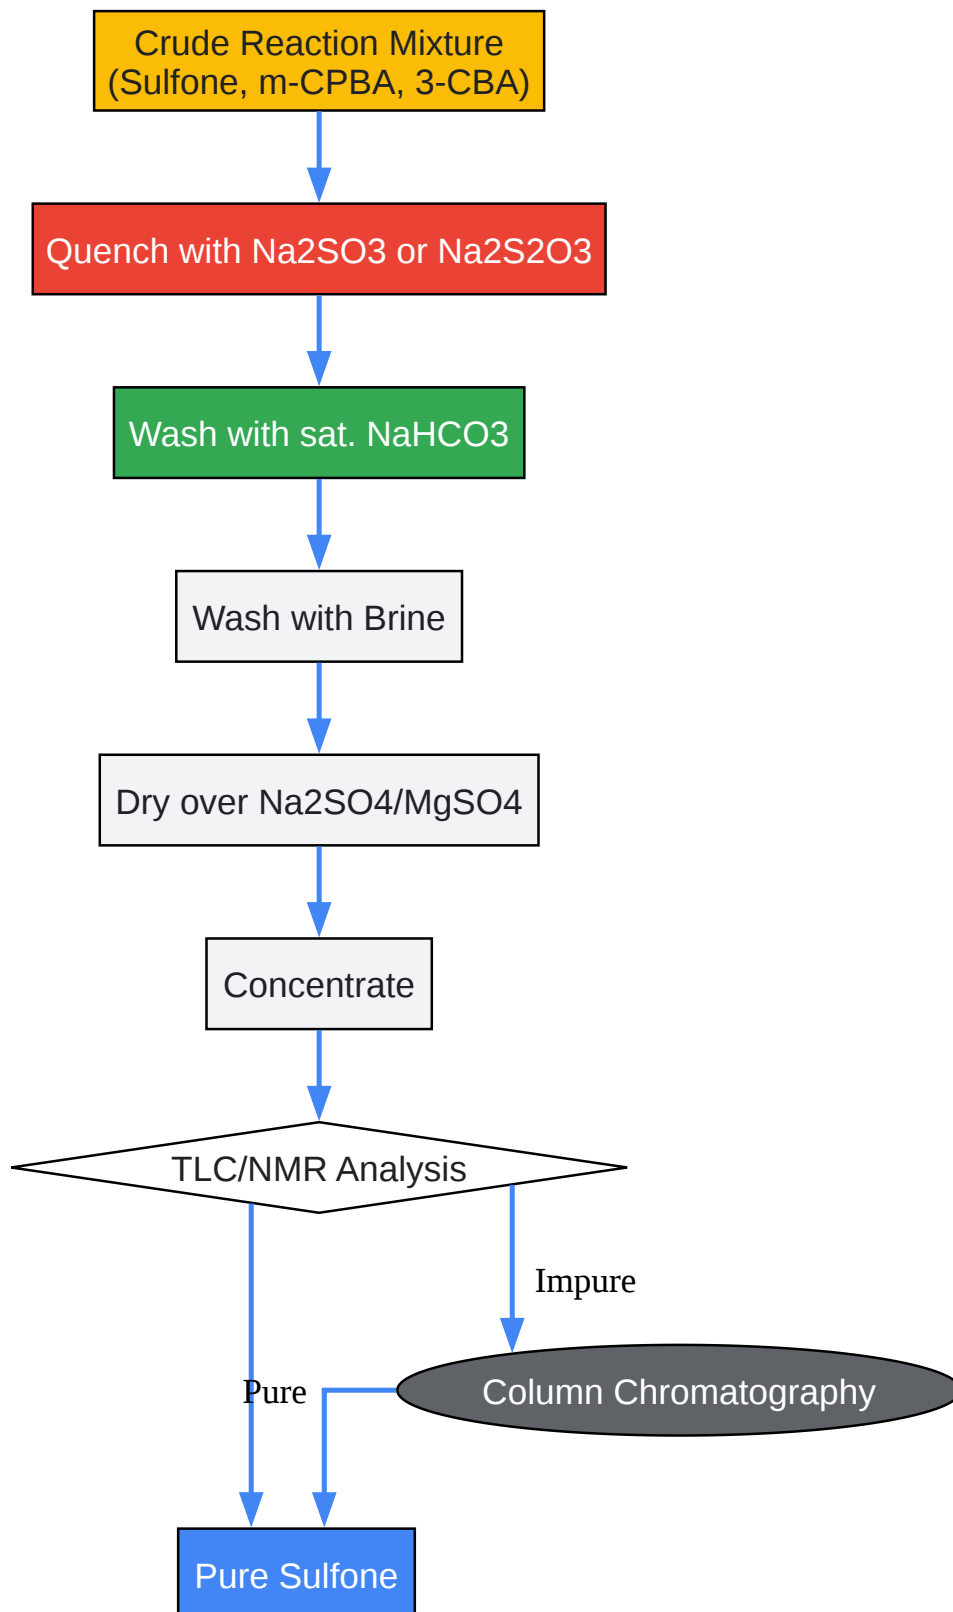 Crude Reaction Mixture
(Sulfone, m-CPBA, 3-CBA)
Quench with Na2SO3 or Na2S2O3
Wash with sat. NaHCO3
Wash with Brine
Dry over Na2SO4/MgSO4
Concentrate
TLC/NMR Analysis
Impure
Column Chromatography
Pure
Pure Sulfone